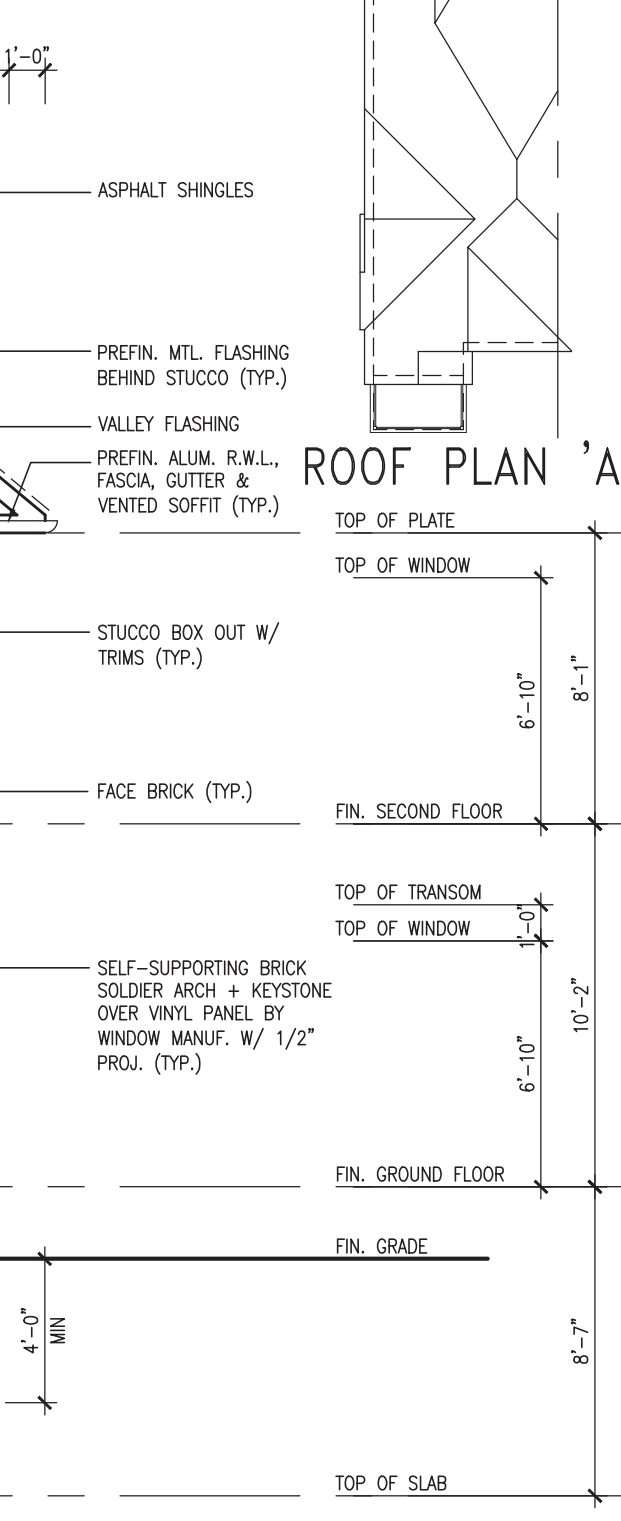 1'-0"
ASPHALT SHINGLES
PREFIN. MTL. FLASHING
BEHIND STUCCO (TYP.)
VALLEY FLASHING
PREFIN. ALUM. R.W.L.,
FASCIA, GUTTER &
VENTED SOFFIT (TYP.)
ROOF PLAN 'A
TOP OF PLATE
TOP OF WINDOW
STUCCO BOX OUT W/
TRIMS (TYP.)
6'-10"
8'-1"
FACE BRICK (TYP.)
FIN. SECOND FLOOR
TOP OF TRANSOM
1'-0"
TOP OF WINDOW
SELF-SUPPORTING BRICK
SOLDIER ARCH + KEYSTONE
OVER VINYL PANEL BY
WINDOW MANUF. W/ 1/2"
PROJ. (TYP.)
6'-10"
10'-2"
FIN. GROUND FLOOR
FIN. GRADE
4'-0"
MIN
8'-7"
TOP OF SLAB